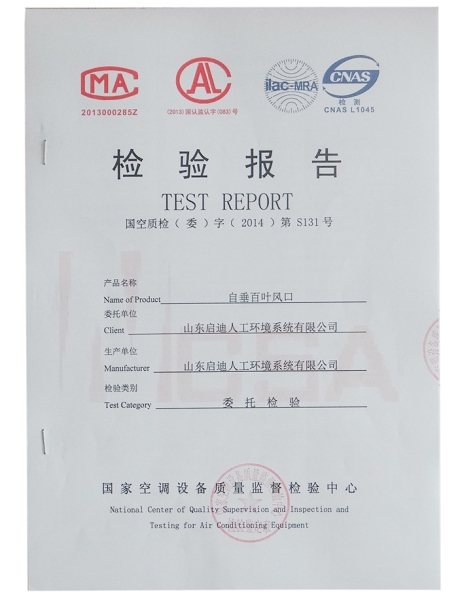 MA
2013000285Z
AL
(2013)国认监认字(083)号
ilac-MRA
CNAS
检 测
CNAS L1045
检 验 报 告
TEST REPORT
国空质检(委)字(2014)第 S131 号
产品名称
Name of Product 自垂百叶风口
委托单位
Client 山东启迪人工环境系统有限公司
生产单位
Manufacturer 山东启迪人工环境系统有限公司
检验类别
Test Category 委 托 检 验
国家空调设备质量监督检验中心
National Center of Quality Supervision and Inspection and
Testing for Air Conditioning Equipment